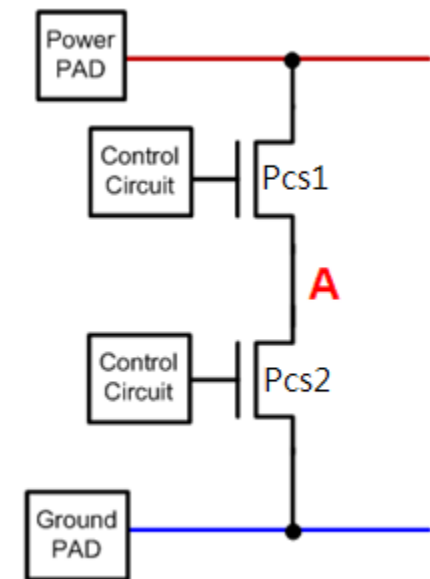 Power
PAD
Control
Circuit
Pcs1
A
Control
Circuit
Pcs2
Ground
PAD